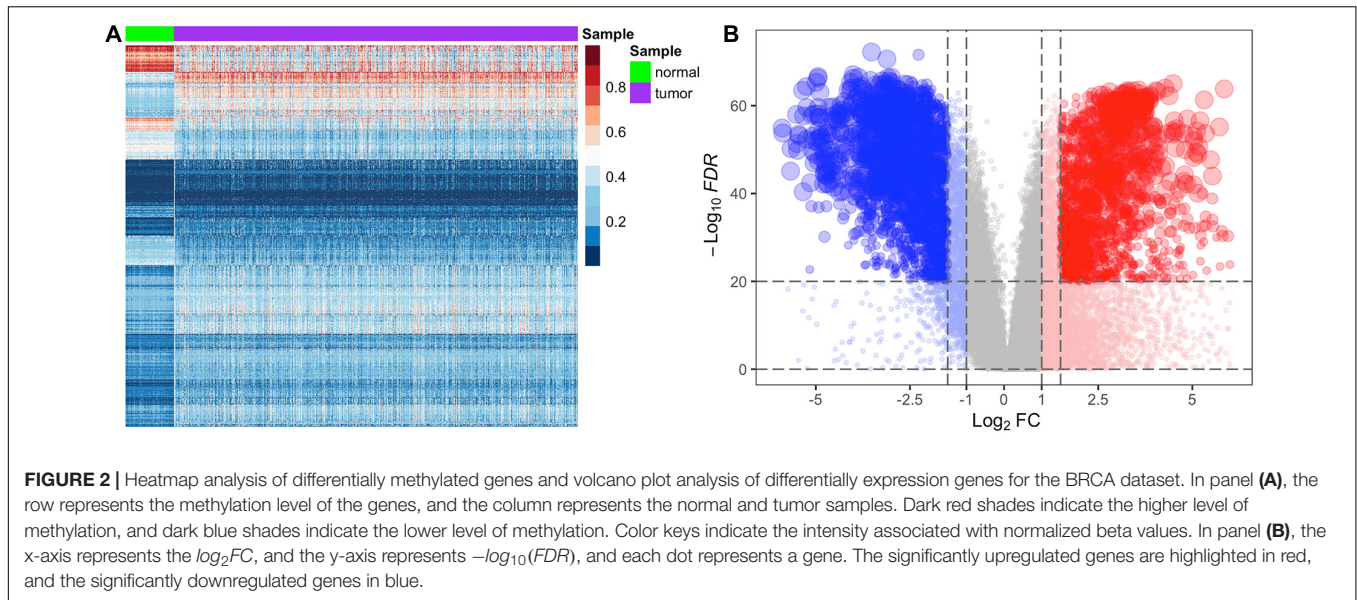 A
Sample
0.8
0.6
0.4
0.2
Sample
normal
tumor
B
60
40
20
0
−Log10 FDR
-5
-2.5
-1
0
1
2.5
5
Log2 FC
FIGURE 2 | Heatmap analysis of differentially methylated genes and volcano plot analysis of differentially expression genes for the BRCA dataset. In panel (A), the
row represents the methylation level of the genes, and the column represents the normal and tumor samples. Dark red shades indicate the higher level of
methylation, and dark blue shades indicate the lower level of methylation. Color keys indicate the intensity associated with normalized beta values. In panel (B), the
x-axis represents the log2FC, and the y-axis represents −log10(FDR), and each dot represents a gene. The significantly upregulated genes are highlighted in red,
and the significantly downregulated genes in blue.